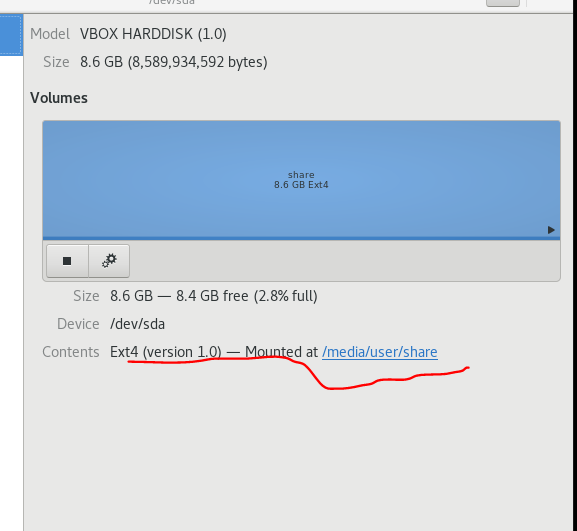 /dev/sda
Model VBOX HARDDISK (1.0)
Size 8.6 GB (8,589,934,592 bytes)
Volumes
share
8.6 GB Ext4
Size 8.6 GB — 8.4 GB free (2.8% full)
Device /dev/sda
Contents Ext4 (version 1.0) — Mounted at /media/user/share